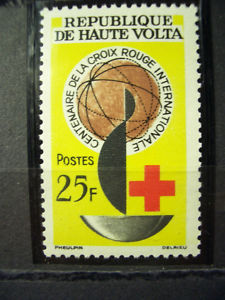 REPUBLIQUE
DE HAUTE VOLTA
CENTENAIRE DE LA CROIX ROUGE INTERNATIONALE
POSTES
25F
PHEULPIN
DELRIEU